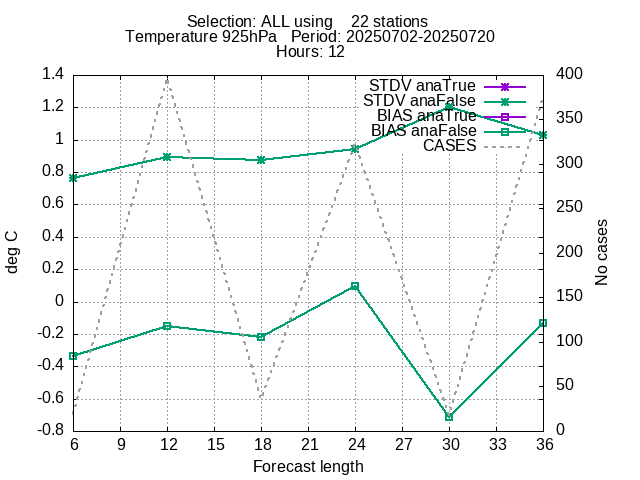 Selection: ALL using    22 stations
Temperature 925hPa   Period: 20250702-20250720
Hours: 12
1.4
1.2
1
0.8
0.6
0.4
0.2
0
-0.2
-0.4
-0.6
-0.8
deg C
STDV anaTrue
STDV anaFalse
BIAS anaTrue
BIAS anaFalse
CASES
400
350
300
250
200
150
100
50
0
No cases
6 9 12 15 18 21 24 27 30 33 36
Forecast length